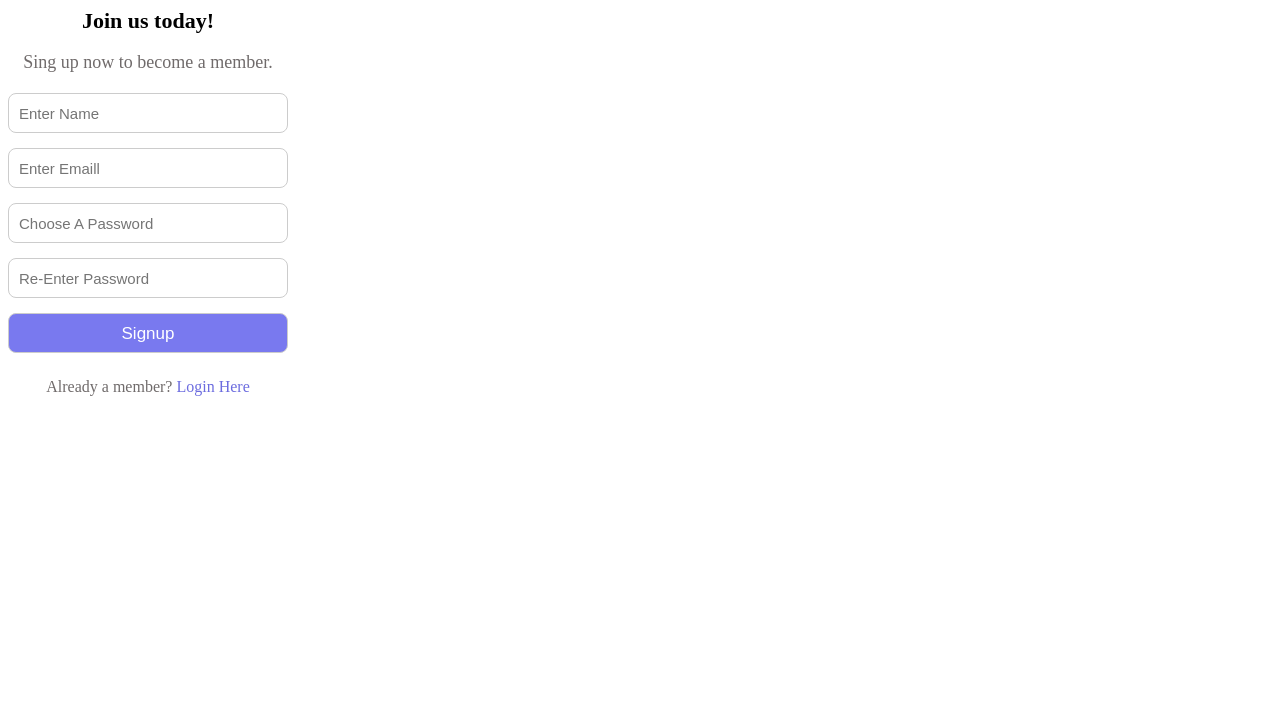 Join us today!
Sing up now to become a member.
Enter Name
Enter Emaill
Choose A Password
Re-Enter Password
Signup
Already a member? Login Here